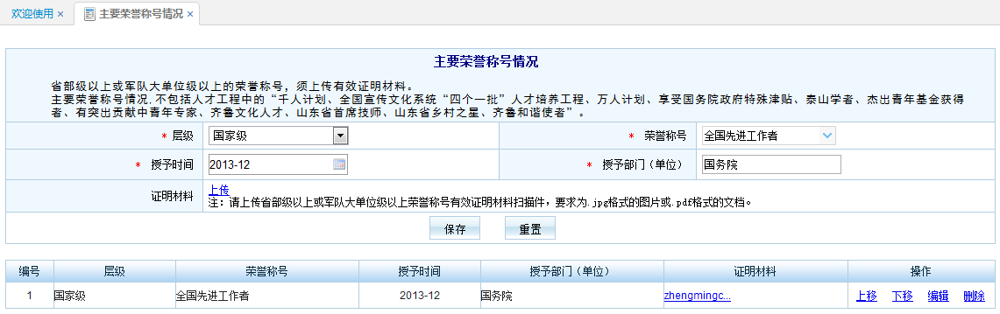 欢迎使用 × 主要荣誉称号情况 ×
主要荣誉称号情况
省部级以上或军队大单位级以上的荣誉称号，须上传有效证明材料。
主要荣誉称号情况,不包括人才工程中的“千人计划、全国宣传文化系统“四个一批”人才培养工程、万人计划、享受国务院政府特殊津贴、泰山学者、杰出青年基金获得
者、有突出贡献中青年专家、齐鲁文化人才、山东省首席技师、山东省乡村之星、齐鲁和谐使者”。
* 层级 国家级 * 荣誉称号 全国先进工作者
* 授予时间 2013-12 * 授予部门（单位） 国务院
证明材料 上传
注：请上传省部级以上或军队大单位级以上荣誉称号有效证明材料扫描件，要求为.jpg格式的图片或.pdf格式的文档。
保存 重置
编号 层级 荣誉称号 授予时间 授予部门（单位） 证明材料 操作
1 国家级 全国先进工作者 2013-12 国务院 zhengmingc... 上移 下移 编辑 删除